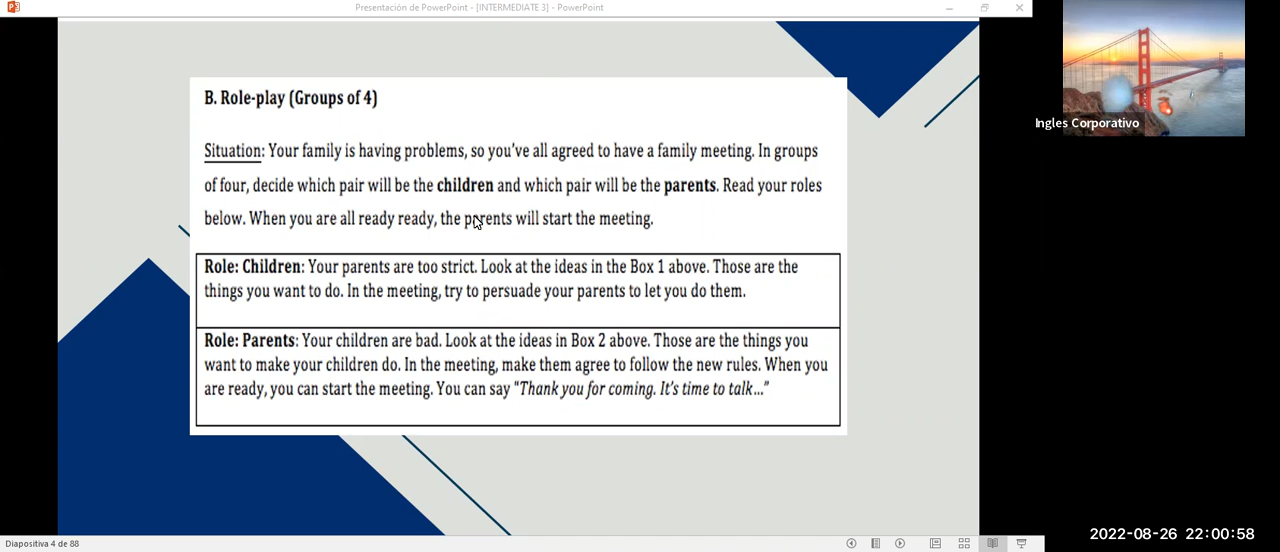 Presentación de PowerPoint - [INTERMEDIATE 3] - PowerPoint
B. Role-play (Groups of 4)
Situation: Your family is having problems, so you've all agreed to have a family meeting. In groups
of four, decide which pair will be the children and which pair will be the parents. Read your roles
below. When you are all ready ready, the parents will start the meeting.
Role: Children: Your parents are too strict. Look at the ideas in the Box 1 above. Those are the
things you want to do. In the meeting, try to persuade your parents to let you do them.
Role: Parents: Your children are bad. Look at the ideas in Box 2 above. Those are the things you
want to make your children do. In the meeting, make them agree to follow the new rules. When you
are ready, you can start the meeting. You can say "Thank you for coming. It's time to talk..."
Ingles Corporativo
Diapositiva 4 de 88
2022-08-26 22:00:58